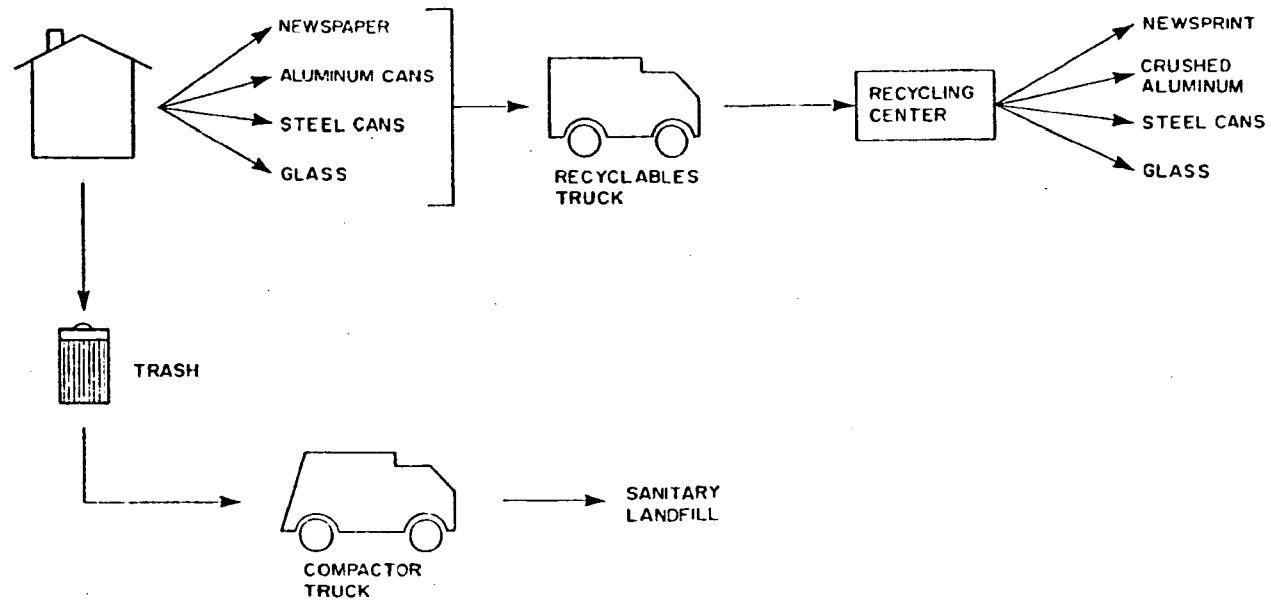 NEWSPAPER
ALUMINUM CANS
STEEL CANS
GLASS
RECYCLABLES
TRUCK
RECYCLING
CENTER
NEWSPRINT
CRUSHED
ALUMINUM
STEEL CANS
GLASS
TRASH
COMPACTOR
TRUCK
SANITARY
LANDFILL